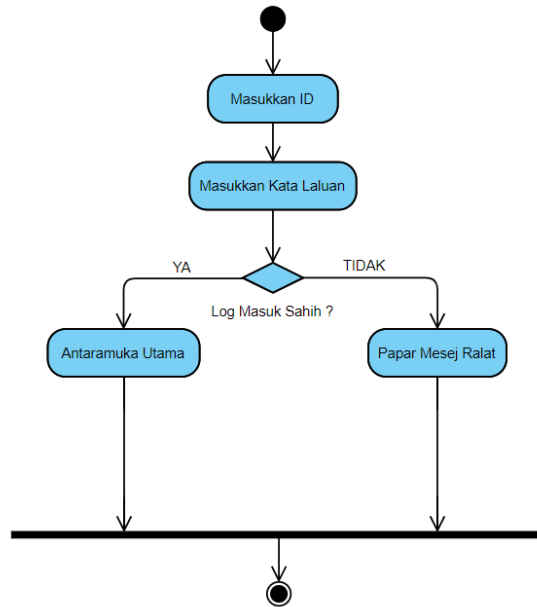 Masukkan ID
Masukkan Kata Laluan
YA
TIDAK
Log Masuk Sahih ?
Antaramuka Utama
Papar Mesej Ralat